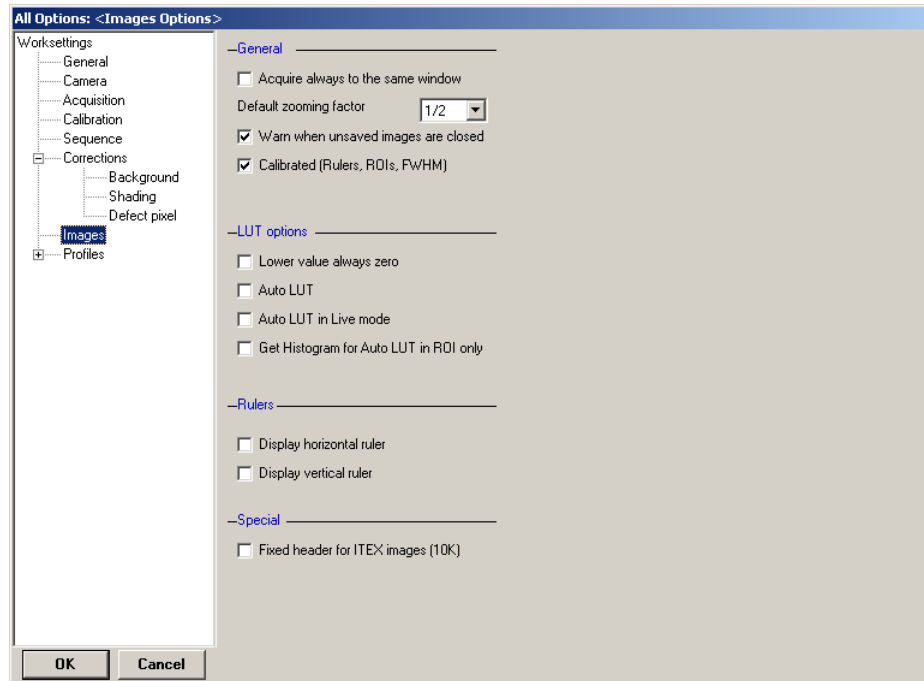 All Options: <Images Options>
Worksettings
General
Camera
Acquisition
Calibration
Sequence
Corrections
Background
Shading
Defect pixel
Images
Profiles
General
Acquire always to the same window
Default zooming factor 1/2
Warn when unsaved images are closed
Calibrated (Rulers, ROIs, FWHM)
LUT options
Lower value always zero
Auto LUT
Auto LUT in Live mode
Get Histogram for Auto LUT in ROI only
Rulers
Display horizontal ruler
Display vertical ruler
Special
Fixed header for ITEX images (10K)
OK Cancel